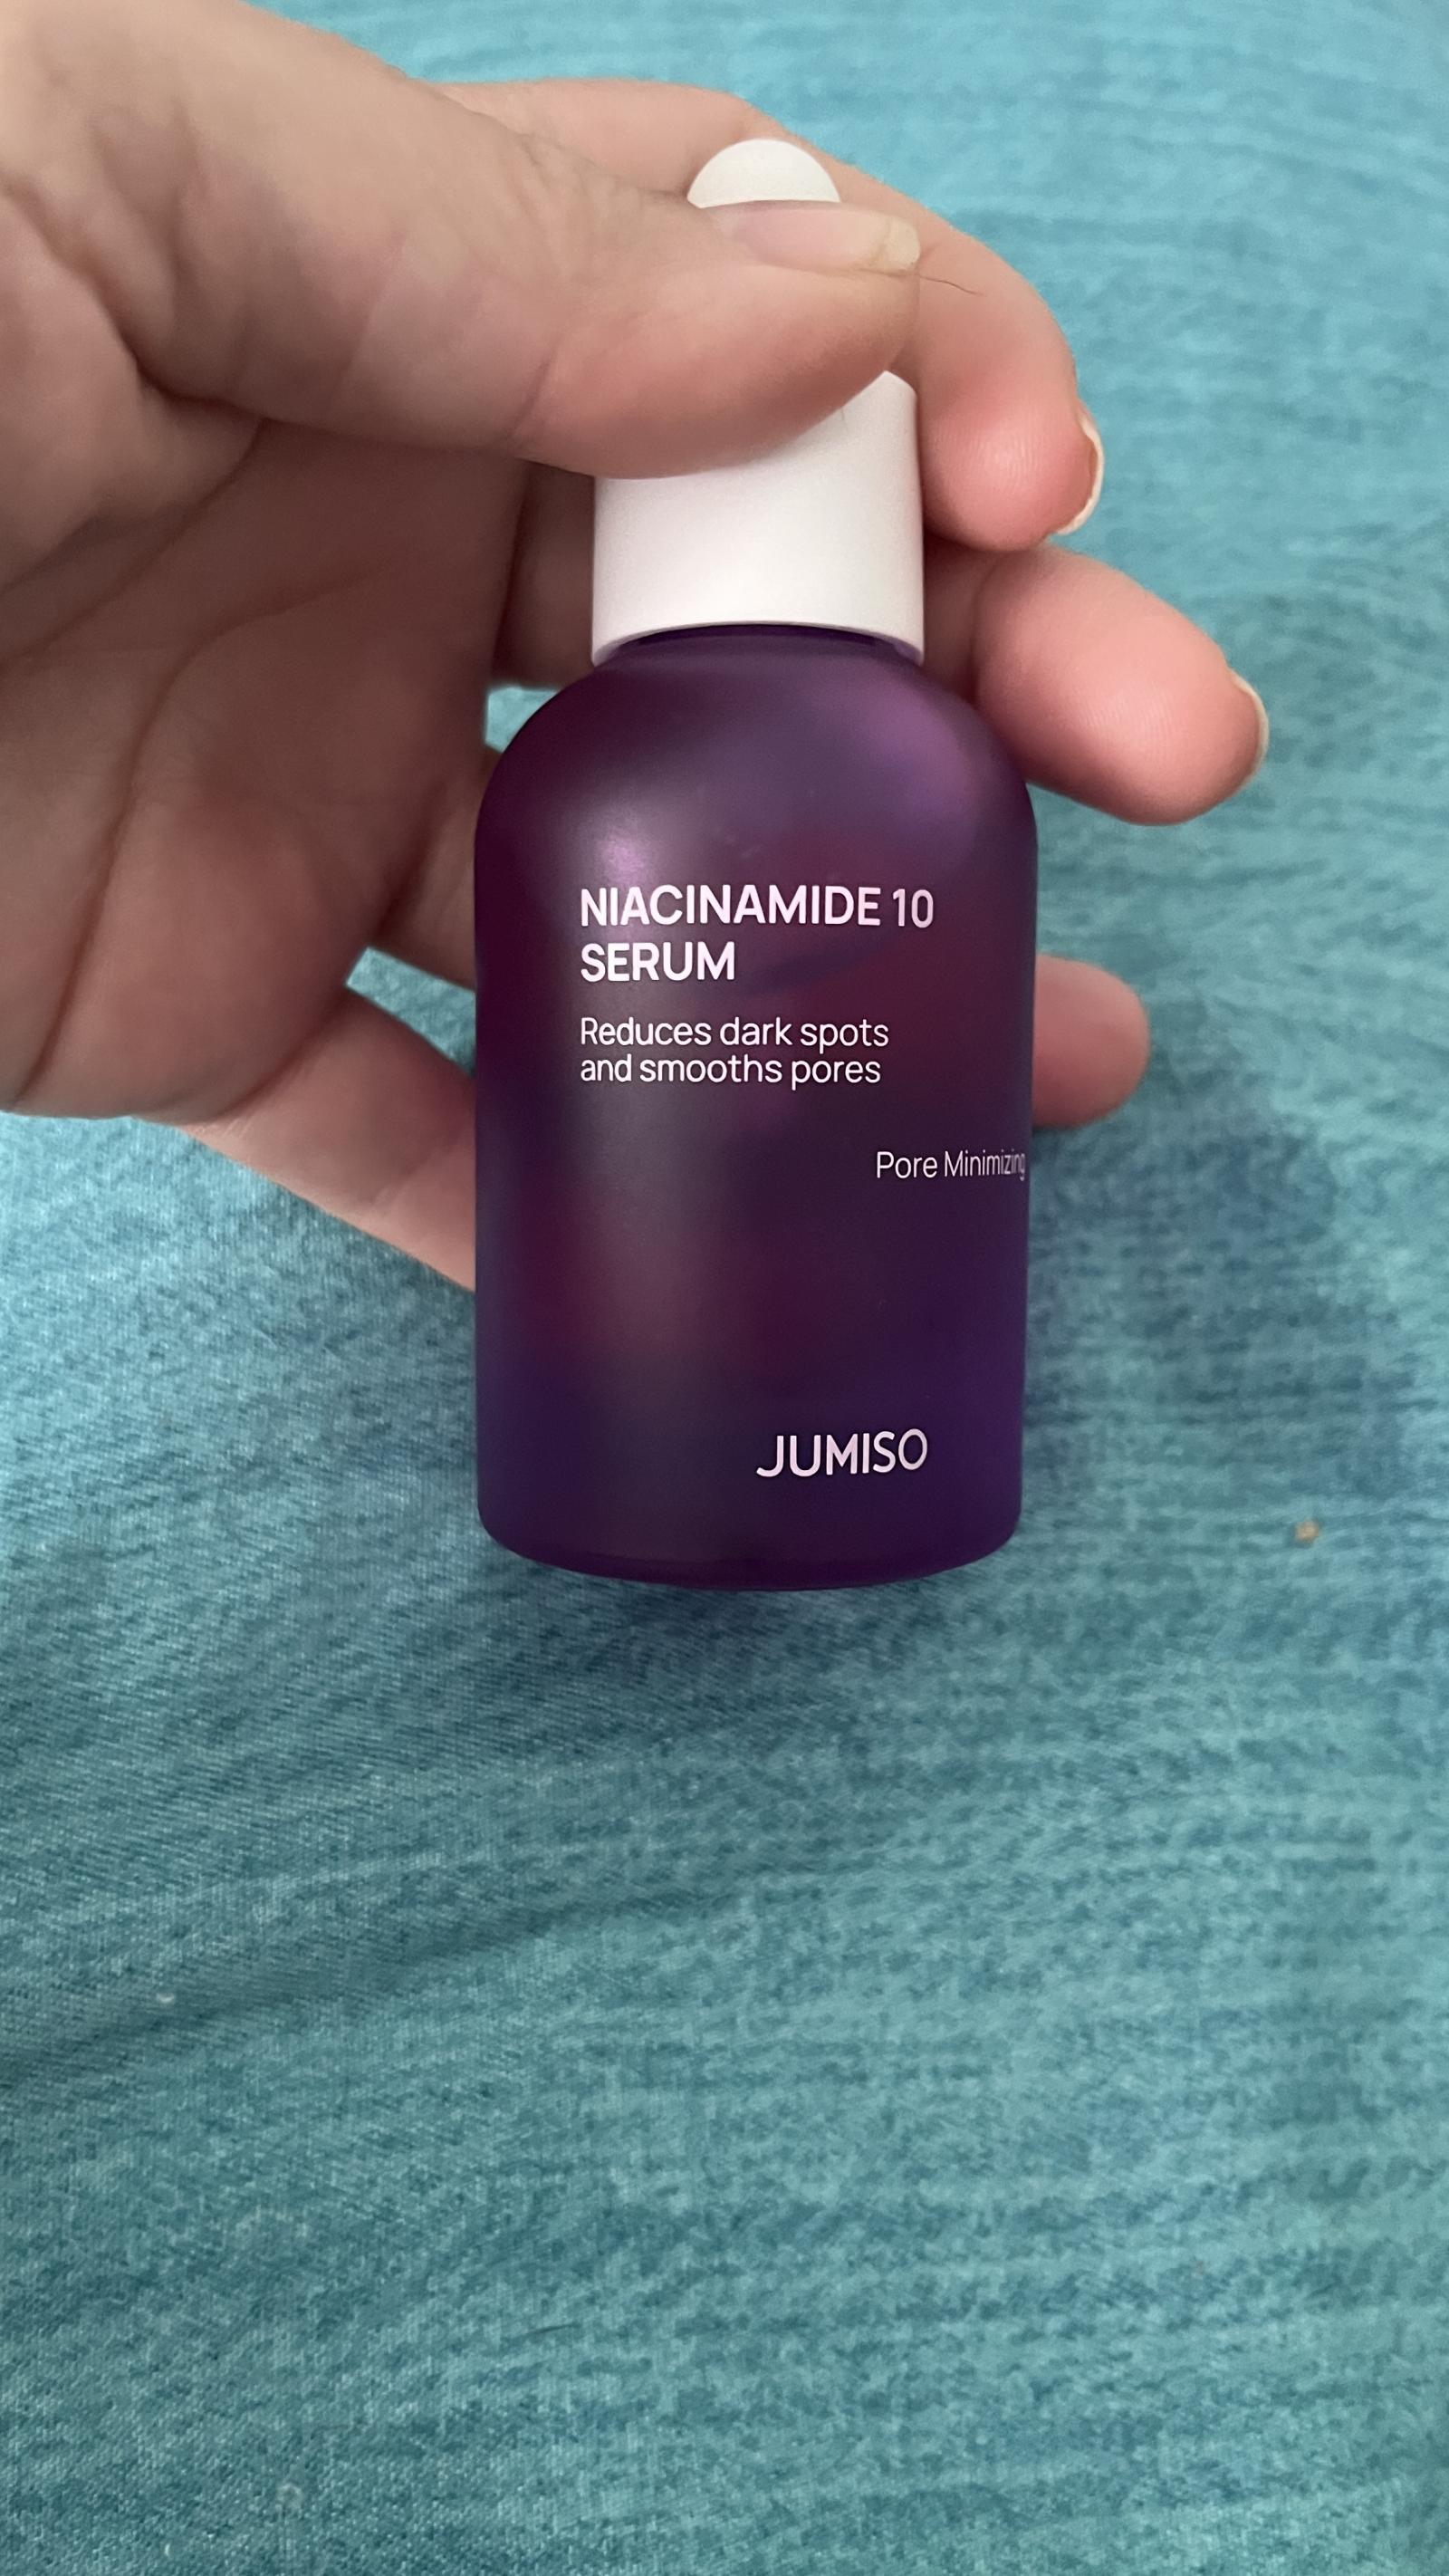 NIACINAMIDE 10
SERUM
Reduces dark spots
and smooths pores
Pore Minimizing
JUMISO